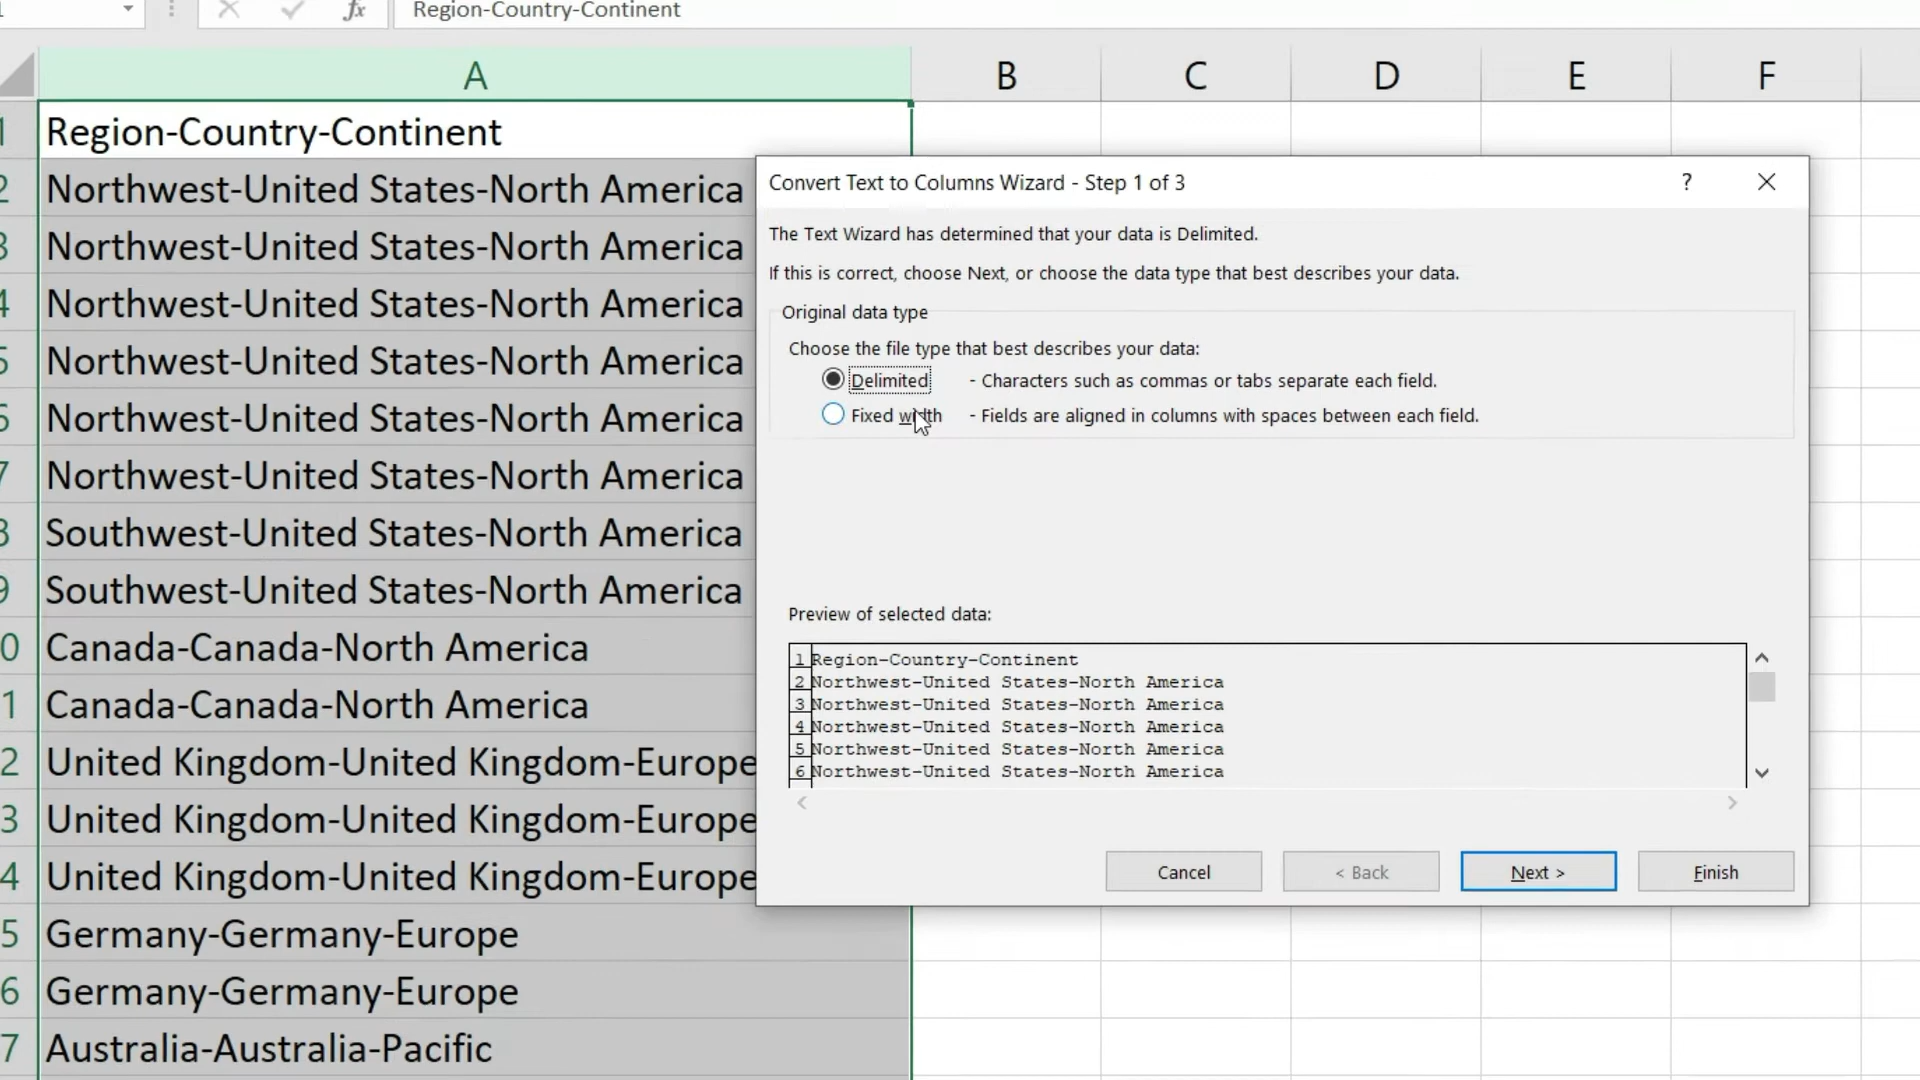 fx Region-Country-Continent
A B C D E F
1 Region-Country-Continent
2 Northwest-United States-North America
3 Northwest-United States-North America
4 Northwest-United States-North America
5 Northwest-United States-North America
6 Northwest-United States-North America
7 Northwest-United States-North America
8 Southwest-United States-North America
9 Southwest-United States-North America
0 Canada-Canada-North America
1 Canada-Canada-North America
2 United Kingdom-United Kingdom-Europe
3 United Kingdom-United Kingdom-Europe
4 United Kingdom-United Kingdom-Europe
5 Germany-Germany-Europe
6 Germany-Germany-Europe
7 Australia-Australia-Pacific
Convert Text to Columns Wizard - Step 1 of 3 ?
The Text Wizard has determined that your data is Delimited.
If this is correct, choose Next, or choose the data type that best describes your data.
Original data type
Choose the file type that best describes your data:
Delimited - Characters such as commas or tabs separate each field.
Fixed width - Fields are aligned in columns with spaces between each field.
Preview of selected data:
1 Region-Country-Continent
2 Northwest-United States-North America
3 Northwest-United States-North America
4 Northwest-United States-North America
5 Northwest-United States-North America
6 Northwest-United States-North America
Cancel < Back Next > Finish